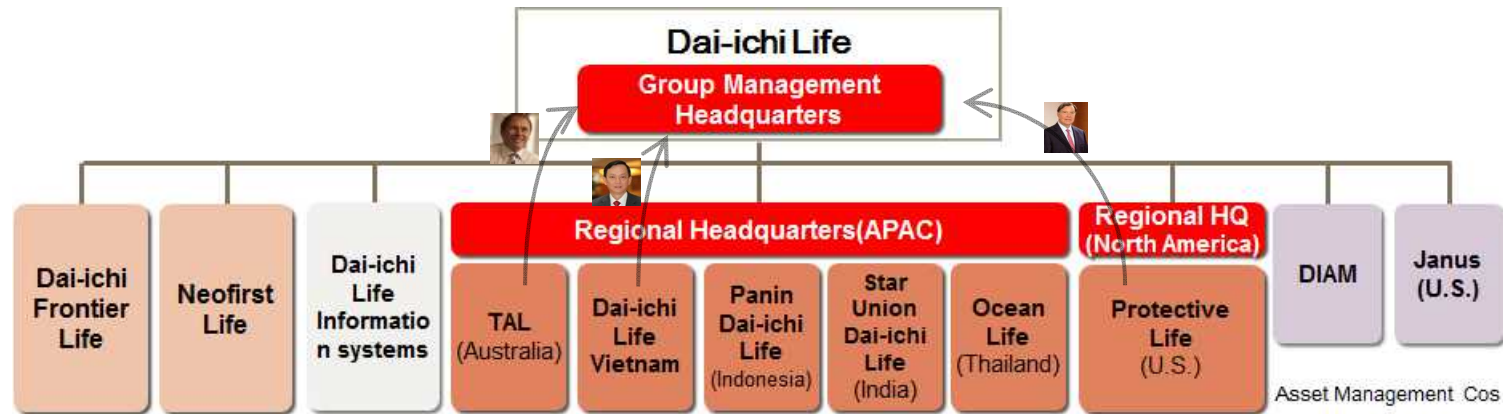 Dai-ichi Life
Group Management
Headquarters
Dai-ichi
Frontier
Life
Neofirst
Life
Dai-ichi
Life
Informatio
n systems
Regional Headquarters(APAC)
TAL
(Australia)
Dai-ichi
Life
Vietnam
Panin
Dai-ichi
Life
(Indonesia)
Star
Union
Dai-ichi
Life
(India)
Ocean
Life
(Thailand)
Regional HQ
(North America)
Protective
Life
(U.S.)
DIAM
Janus
(U.S.)
Asset Management Cos